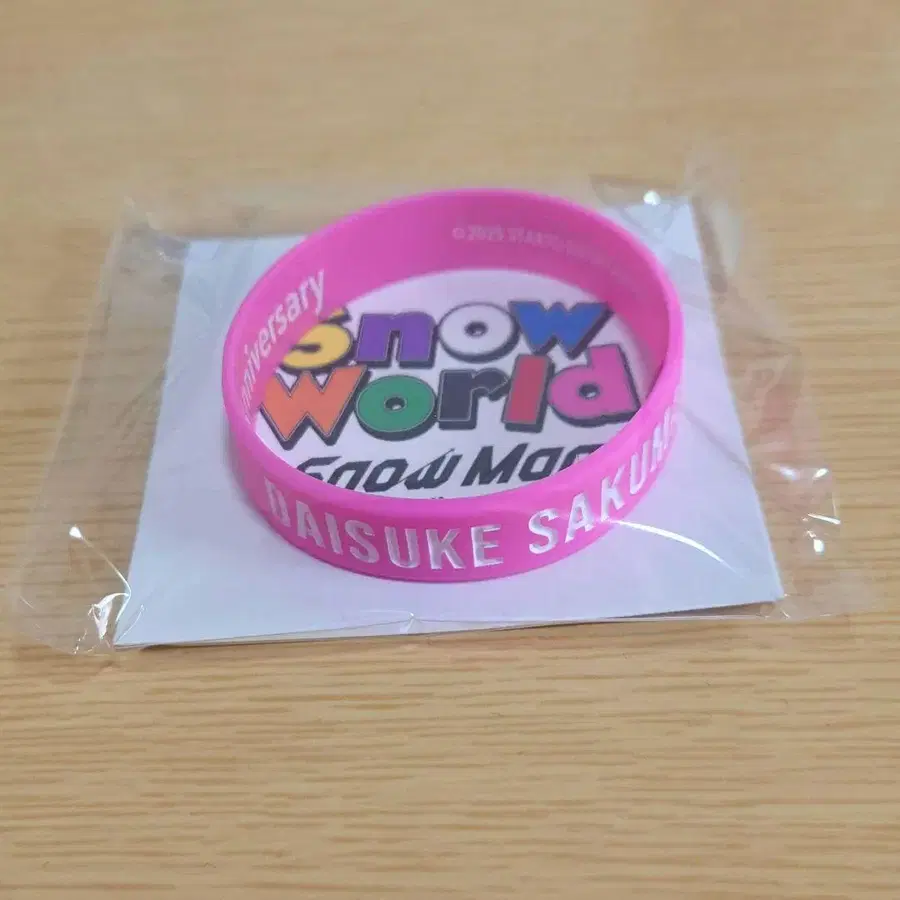 © 2025 STARTO
Anniversary
Snow
World
Snow Man
DAISUKE SAKUMA